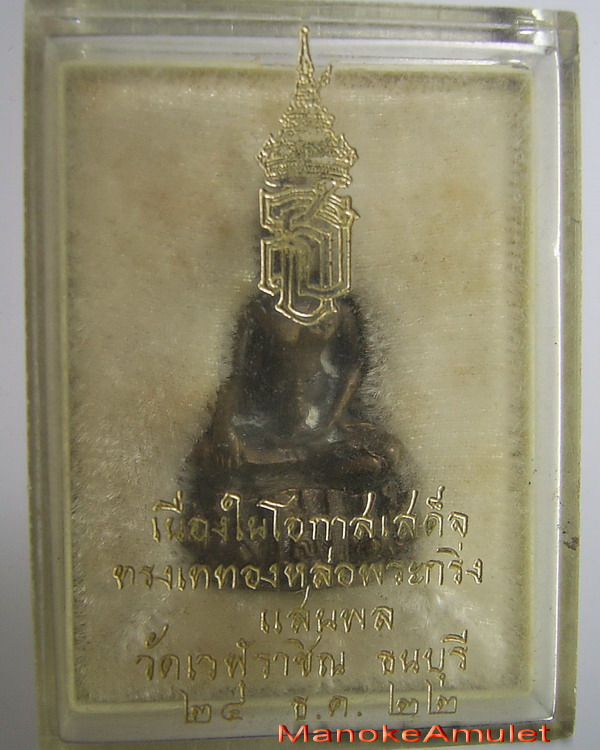 เนื่องในโอกาสเสด็จ
ทรงเททองหล่อพระกริ่ง
แสนพล
วัดเวฬุราชิณ ธนบุรี
๒๔ ธ.ค. ๒๒
ManokeAmulet